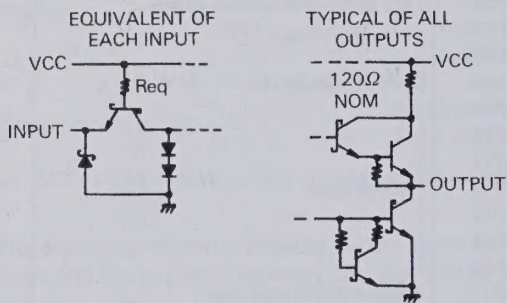 EQUIVALENT OF
EACH INPUT
VCC
Req
INPUT
TYPICAL OF ALL
OUTPUTS
VCC
120Ω
NOM
OUTPUT